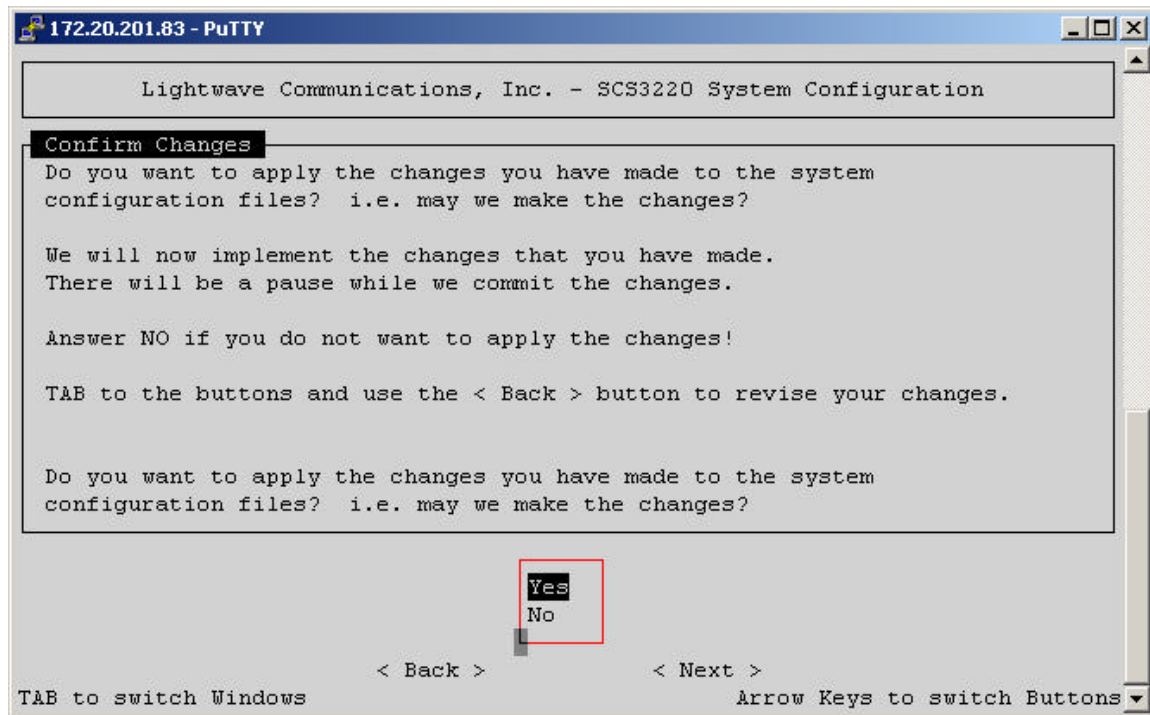 172.20.201.83 - PuTTY
Lightwave Communications, Inc. - SCS3220 System Configuration
Confirm Changes
Do you want to apply the changes you have made to the system
configuration files?  i.e. may we make the changes?
We will now implement the changes that you have made.
There will be a pause while we commit the changes.
Answer NO if you do not want to apply the changes!
TAB to the buttons and use the < Back > button to revise your changes.
Do you want to apply the changes you have made to the system
configuration files?  i.e. may we make the changes?
Yes
No
< Back > < Next >
TAB to switch Windows Arrow Keys to switch Buttons